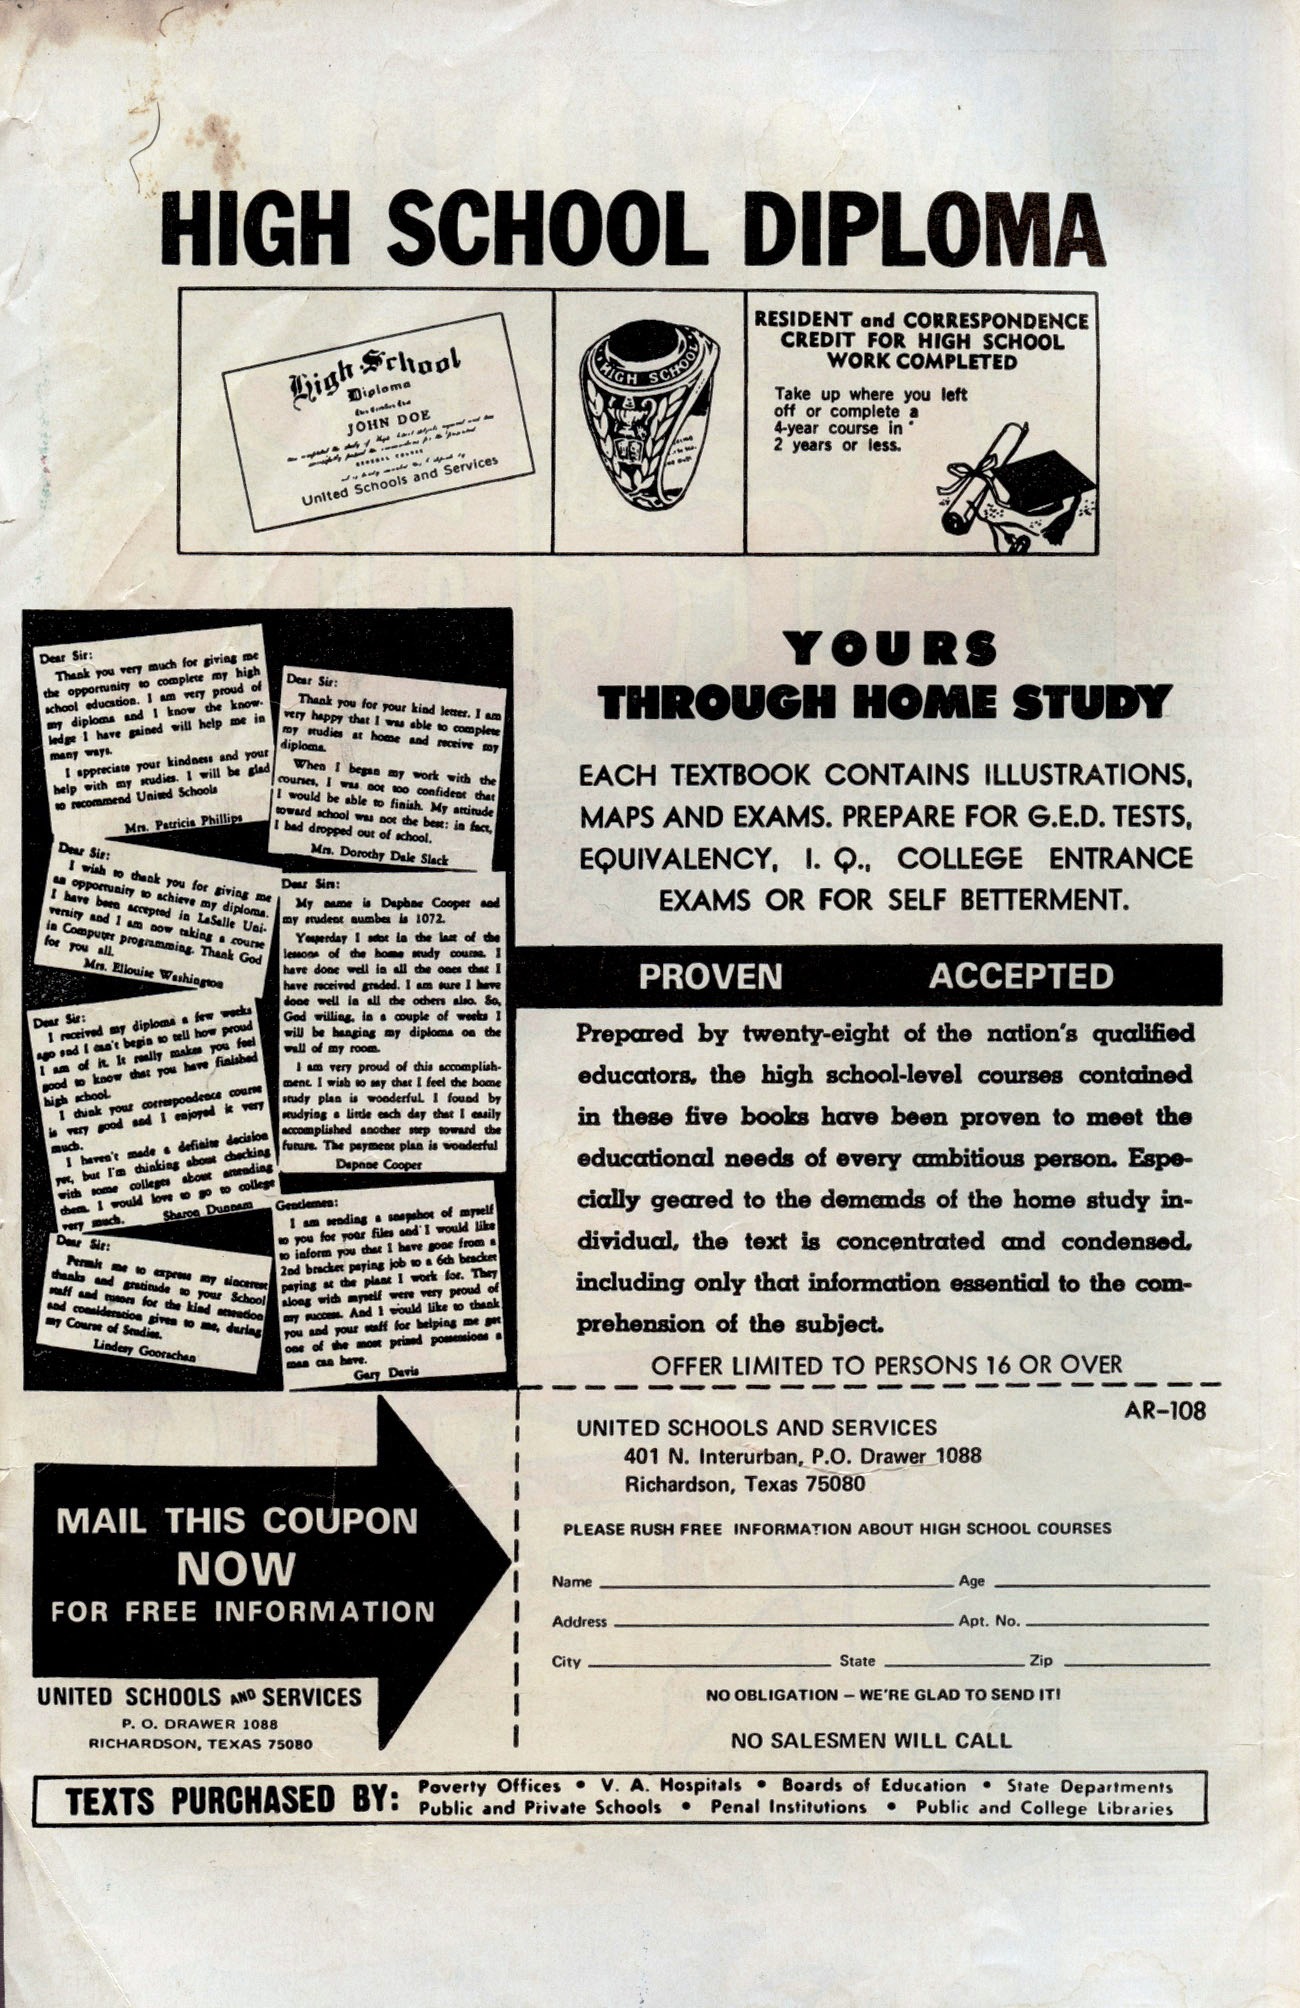 HIGH SCHOOL DIPLOMA
High School
Diploma
JOHN DOE
GENERAL COURSE
United Schools and Services
HIGH SCHOOL
RESIDENT and CORRESPONDENCE
CREDIT FOR HIGH SCHOOL
WORK COMPLETED
Take up where you left
off or complete a
4-year course in
2 years or less.
Dear Sir:
Thank you very much for giving me
the opportunity to complete my high
school education. I am very proud of
my diploma and I know the know-
ledge I have gained will help me in
many ways.
I appreciate your kindness and your
help with my studies. I will be glad
to recommend United Schools
Mrs. Patricia Phillips
Dear Sir:
Thank you for your kind letter. I am
very happy that I was able to complete
my studies at home and receive my
diploma.
When I began my work with the
courses, I was not too confident that
I would be able to finish. My attitude
toward school was not the best: in fact,
I had dropped out of school.
Mrs. Dorothy Dale Slack
Dear Sir:
I wish to thank you for giving me
an opportunity to achieve my diploma.
I have been accepted in LaSalle Uni-
versity and I am now taking a course
in Computer programming. Thank God
for you all.
Mrs. Ellouise Washington
Dear Sirs:
My name is Daphne Cooper and
my student number is 1072.
Yesterday I sent in the last of the
lessons of the home study course. I
have done well in all the ones that I
have received graded. I am sure I have
done well in all the others also. So,
God willing, in a couple of weeks I
will be hanging my diploma on the
wall of my room.
I am very proud of this accomplish-
ment. I wish to say that I feel the home
study plan is wonderful. I found by
studying a little each day that I easily
accomplished another step toward the
future. The payment plan is wonderful
Daphne Cooper
Dear Sir:
I received my diploma a few weeks
ago and I can't begin to tell how proud
I am of it. It really makes you feel
good to know that you have finished
high school.
I think your correspondence course
is very good and I enjoyed it very
much.
I haven't made a definite decision
yet, but I'm thinking about checking
with some colleges about attending
them. I would love to go to college
very much. Sharon Dunnam
Dear Sir:
Permit me to express my sincerest
thanks and gratitude to your School
staff and tutors for the kind attention
and consideration given to me, during
my Course of Studies.
Lindesy Goorachan
Gentlemen:
I am sending a snapshot of myself
to you for your files and I would like
to inform you that I have gone from a
2nd bracket paying job to a 6th bracket
paying at the plant I work for. They
along with myself were very proud of
my success. And I would like to thank
you and your staff for helping me get
one of the most prized possessions a
man can have.
Gary Davis
YOURS
THROUGH HOME STUDY
EACH TEXTBOOK CONTAINS ILLUSTRATIONS,
MAPS AND EXAMS. PREPARE FOR G.E.D. TESTS,
EQUIVALENCY, I. Q., COLLEGE ENTRANCE
EXAMS OR FOR SELF BETTERMENT.
PROVEN ACCEPTED
Prepared by twenty-eight of the nation's qualified
educators, the high school-level courses contained
in these five books have been proven to meet the
educational needs of every ambitious person. Espe-
cially geared to the demands of the home study in-
dividual, the text is concentrated and condensed,
including only that information essential to the com-
prehension of the subject.
OFFER LIMITED TO PERSONS 16 OR OVER
AR-108
UNITED SCHOOLS AND SERVICES
401 N. Interurban, P.O. Drawer 1088
Richardson, Texas 75080
PLEASE RUSH FREE INFORMATION ABOUT HIGH SCHOOL COURSES
Name Age
Address Apt. No.
City State Zip
NO OBLIGATION – WE'RE GLAD TO SEND IT!
NO SALESMEN WILL CALL
MAIL THIS COUPON
NOW
FOR FREE INFORMATION
UNITED SCHOOLS AND SERVICES
P. O. DRAWER 1088
RICHARDSON, TEXAS 75080
TEXTS PURCHASED BY: Poverty Offices • V. A. Hospitals • Boards of Education • State Departments
Public and Private Schools • Penal Institutions • Public and College Libraries